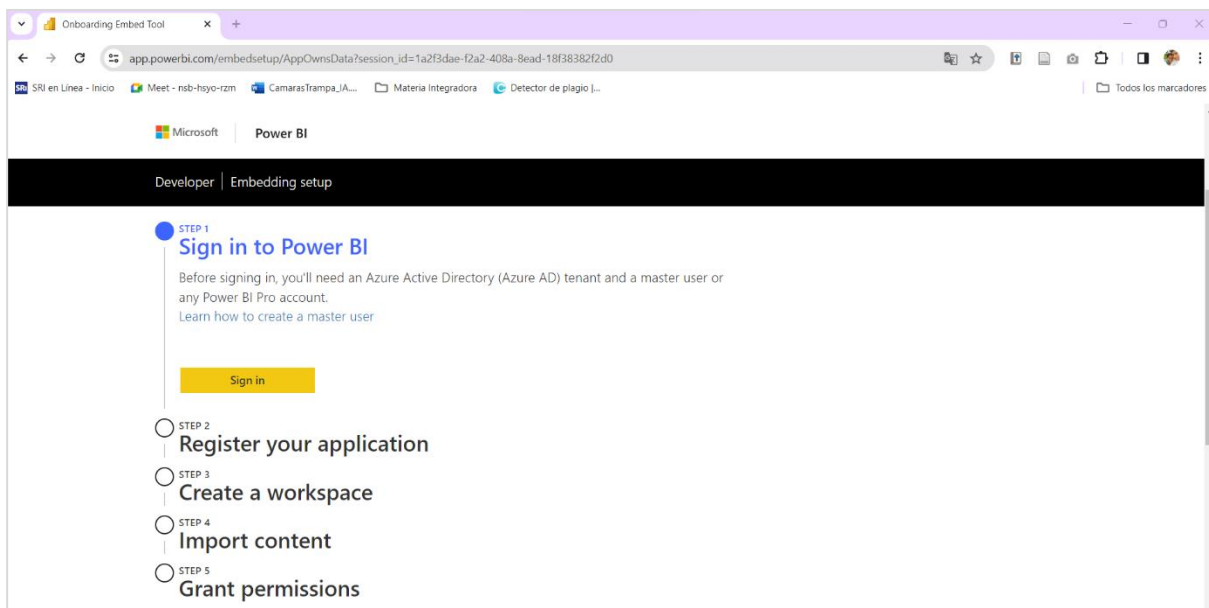 Onboarding Embed Tool
app.powerbi.com/embedsetup/AppOwnsData?session_id=1a2f3dae-f2a2-408a-8ead-18f38382f2d0
SRi SRI en Línea - Inicio Meet - nsb-hsyo-rzm CamarasTrampa_IA.... Materia Integradora Detector de plagio |... Todos los marcadores
Microsoft Power BI
Developer | Embedding setup
STEP 1
Sign in to Power BI
Before signing in, you'll need an Azure Active Directory (Azure AD) tenant and a master user or
any Power BI Pro account.
Learn how to create a master user
Sign in
STEP 2
Register your application
STEP 3
Create a workspace
STEP 4
Import content
STEP 5
Grant permissions